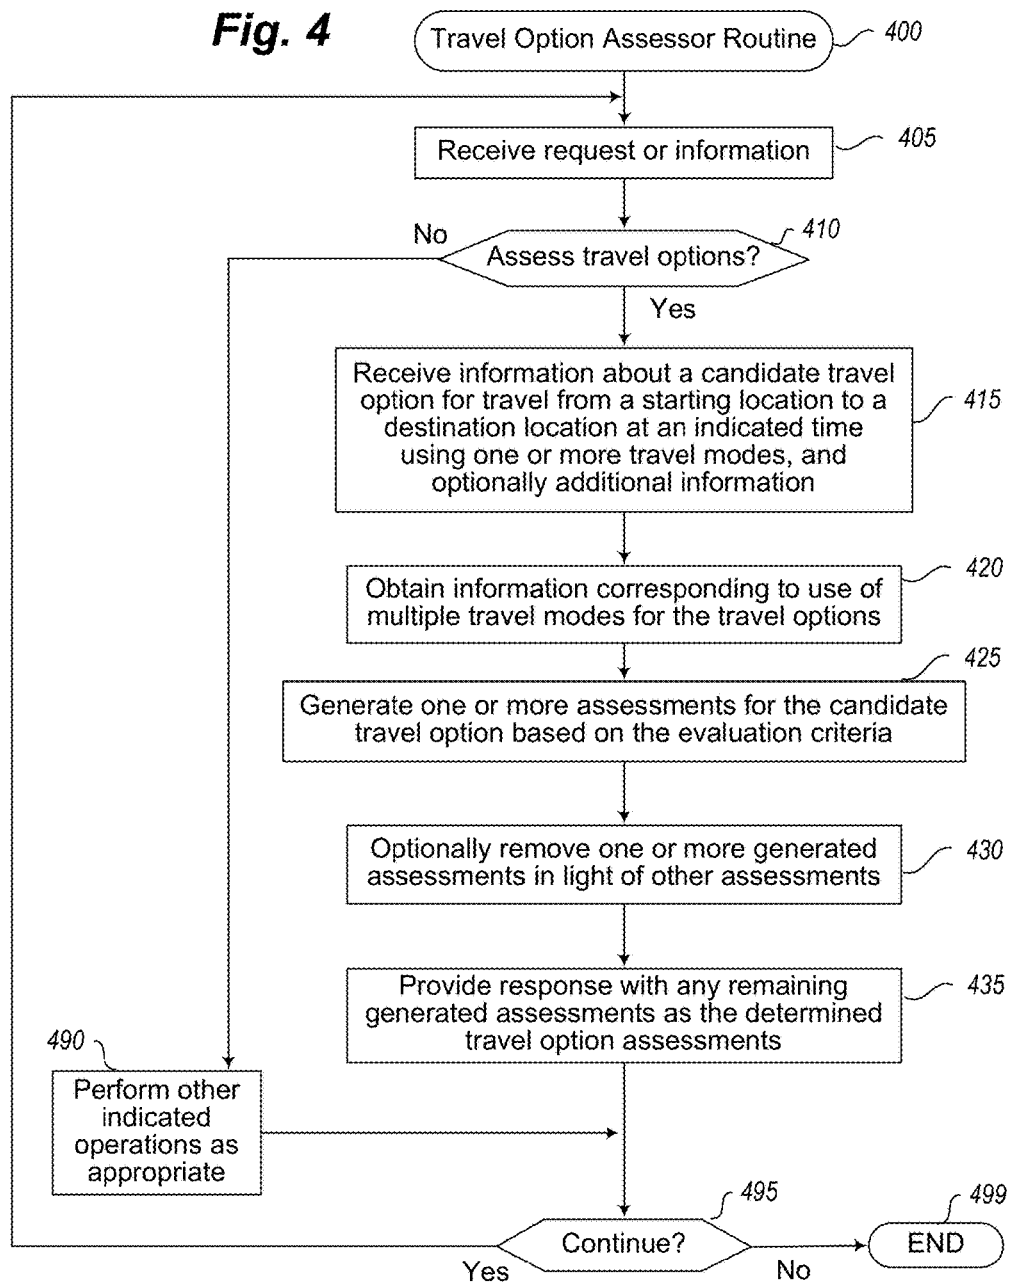 Fig. 4
Travel Option Assessor Routine
400
Receive request or information
405
No
Assess travel options?
410
Yes
Receive information about a candidate travel
option for travel from a starting location to a
destination location at an indicated time
using one or more travel modes, and
optionally additional information
415
Obtain information corresponding to use of
multiple travel modes for the travel options
420
425
Generate one or more assessments for the candidate
travel option based on the evaluation criteria
Optionally remove one or more generated
assessments in light of other assessments
430
Provide response with any remaining
generated assessments as the determined
travel option assessments
435
490
Perform other
indicated
operations as
appropriate
495
Continue?
Yes
No
499
END